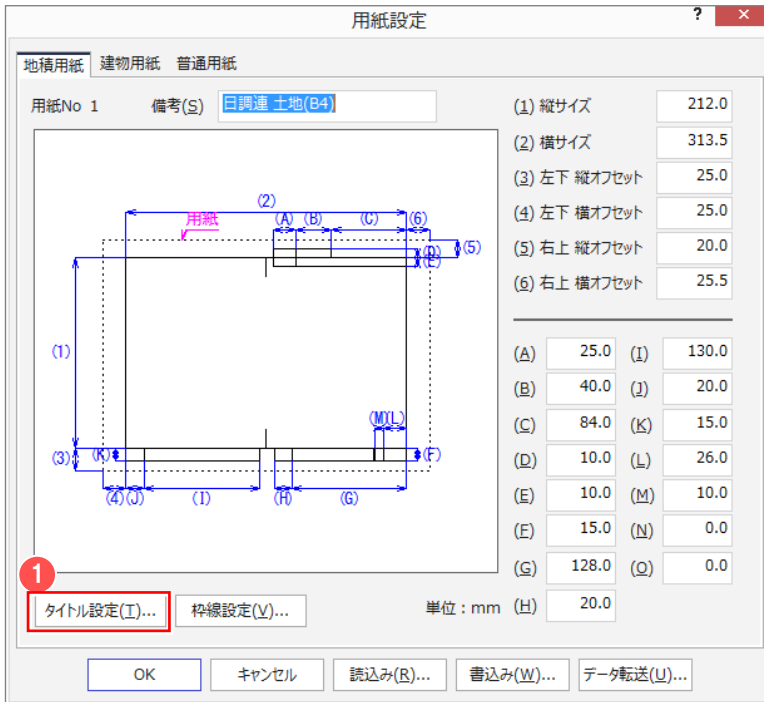 用紙設定
? ×
地積用紙 建物用紙 普通用紙
用紙No 1 備考(S) 日調連 土地(B4)
(1) 縦サイズ 212.0
(2) 横サイズ 313.5
(3) 左下 縦オフセット 25.0
(4) 左下 横オフセット 25.0
(5) 右上 縦オフセット 20.0
(6) 右上 横オフセット 25.5
(2)
用紙 (A) (B) (C) (6)
(D) (5)
(E)
(1)
(M)(L)
(3) (K) (F)
(4) (J) (I) (H) (G)
(A) 25.0 (I) 130.0
(B) 40.0 (J) 20.0
(C) 84.0 (K) 15.0
(D) 10.0 (L) 26.0
(E) 10.0 (M) 10.0
(F) 15.0 (N) 0.0
(G) 128.0 (O) 0.0
(H) 20.0
1
タイトル設定(T)... 枠線設定(V)... 単位：mm
OK キャンセル 読込み(R)... 書込み(W)... データ転送(U)...